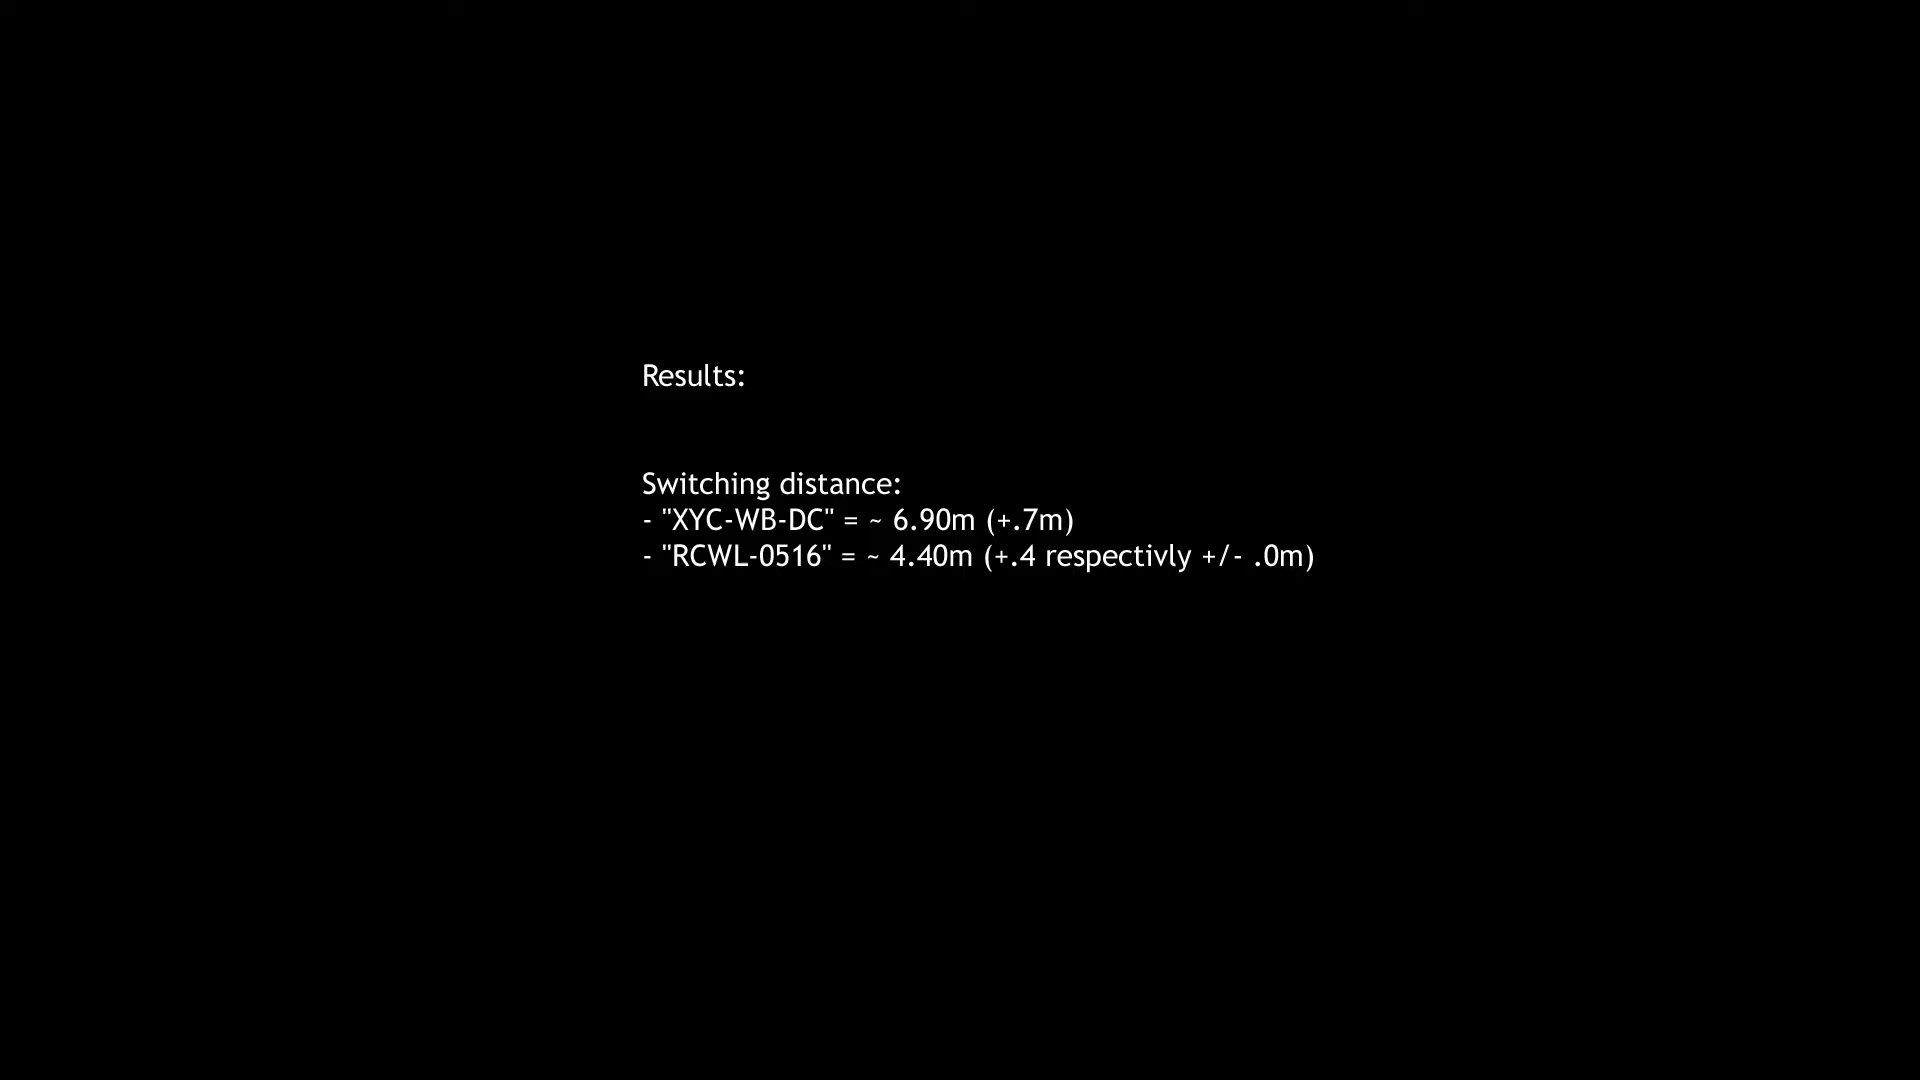 Results:
Switching distance:
- "XYC-WB-DC" = ~ 6.90m (+.7m)
- "RCWL-0516" = ~ 4.40m (+.4 respectivly +/- .0m)